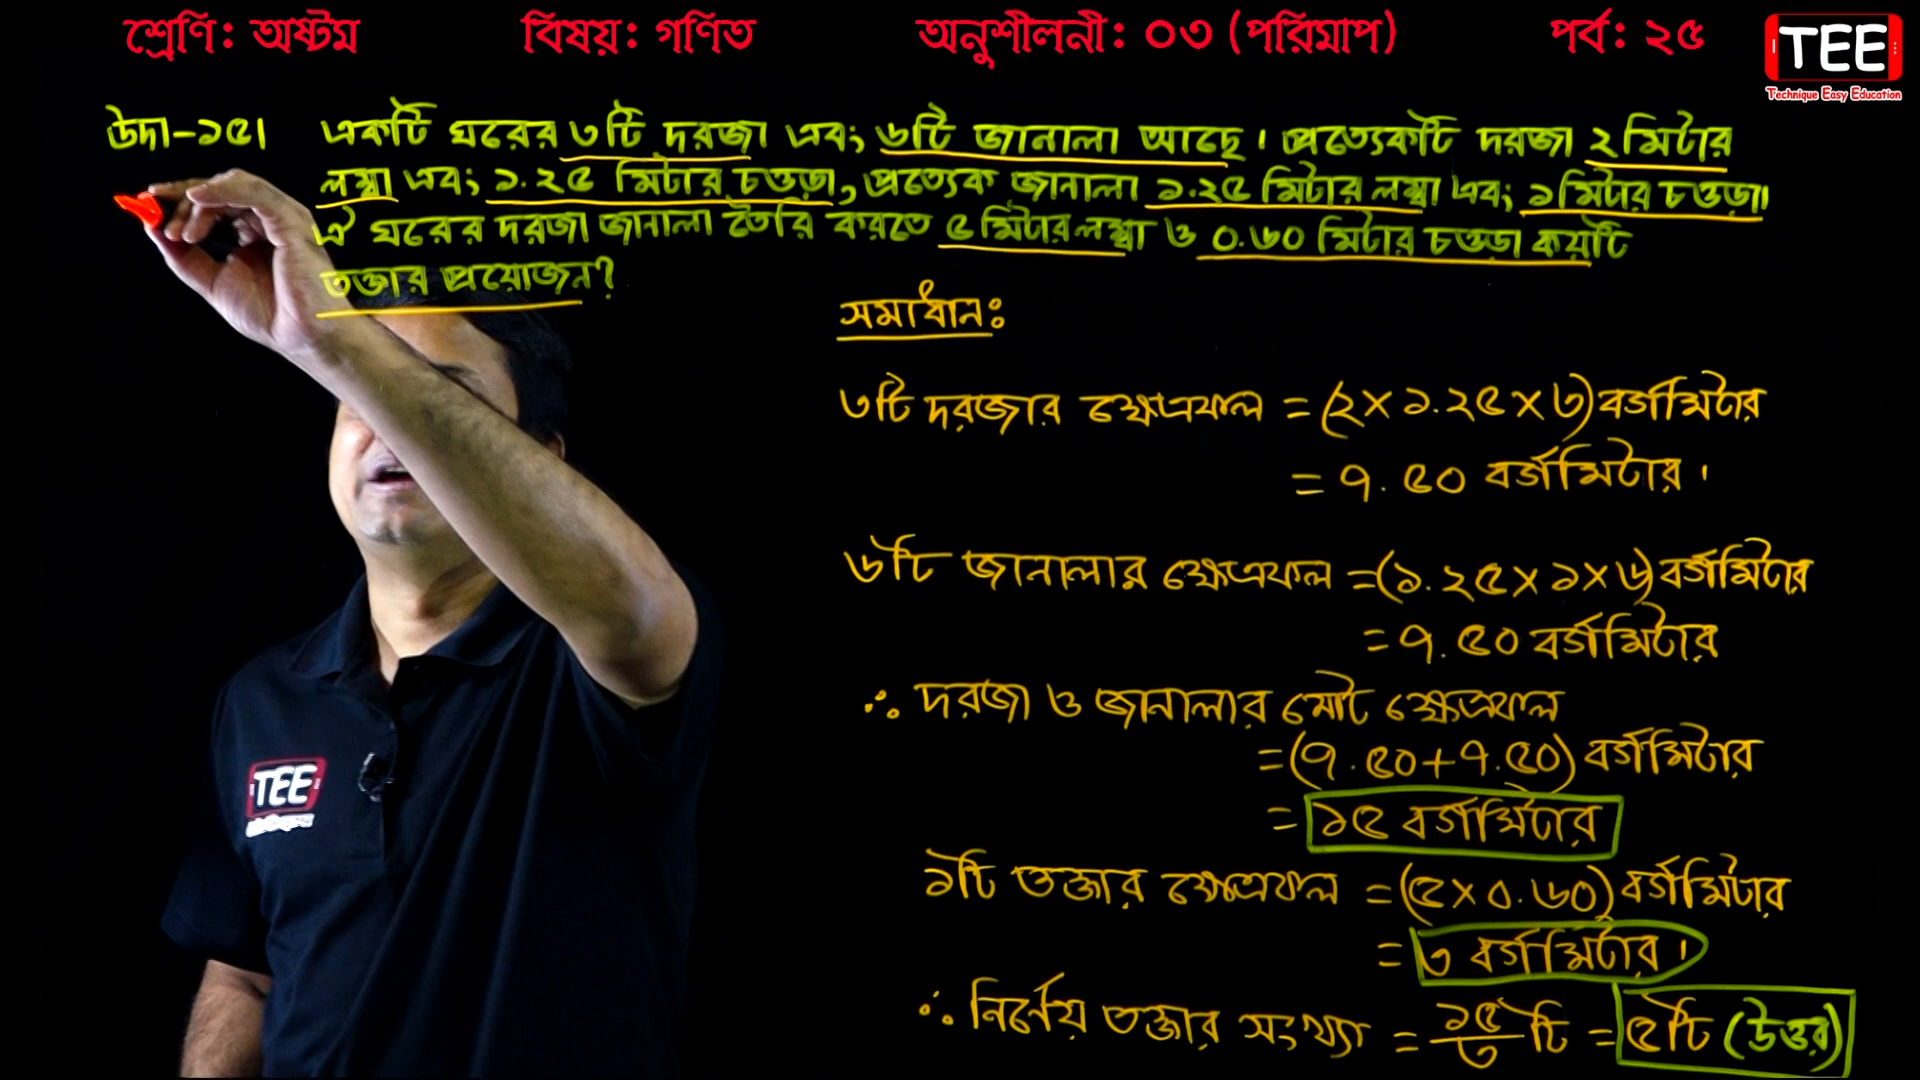 শ্রেণি: অষ্টম বিষয়: গণিত অনুশীলনী: ০৩ (পরিমাপ) পর্ব: ২৫
TEE
Technique Easy Education
উদা-১৫। একটি ঘরের ৩টি দরজা এবং ৬টি জানালা আছে। প্রত্যেকটি দরজা ২ মিটার
লম্বা এবং ১.২৫ মিটার চওড়া, প্রত্যেক জানালা ১.২৫ মিটার লম্বা এবং ১ মিটার চওড়া।
ঐ ঘরের দরজা জানালা তৈরি করতে ৫ মিটার লম্বা ও ০.৬০ মিটার চওড়া কয়টি
তক্তার প্রয়োজন?
সমাধানঃ
৩টি দরজার ক্ষেত্রফল = (২ × ১.২৫ × ৩) বর্গমিটার
= ৭.৫০ বর্গমিটার।
৬টি জানালার ক্ষেত্রফল = (১.২৫ × ১ × ৬) বর্গমিটার
= ৭.৫০ বর্গমিটার
∴ দরজা ও জানালার মোট ক্ষেত্রফল
= (৭.৫০ + ৭.৫০) বর্গমিটার
= ১৫ বর্গমিটার
১টি তক্তার ক্ষেত্রফল = (৫ × ০.৬০) বর্গমিটার
= ৩ বর্গমিটার।
∴ নির্ণেয় তক্তার সংখ্যা = ১৫/৩ টি = ৫টি (উত্তর)
TEE